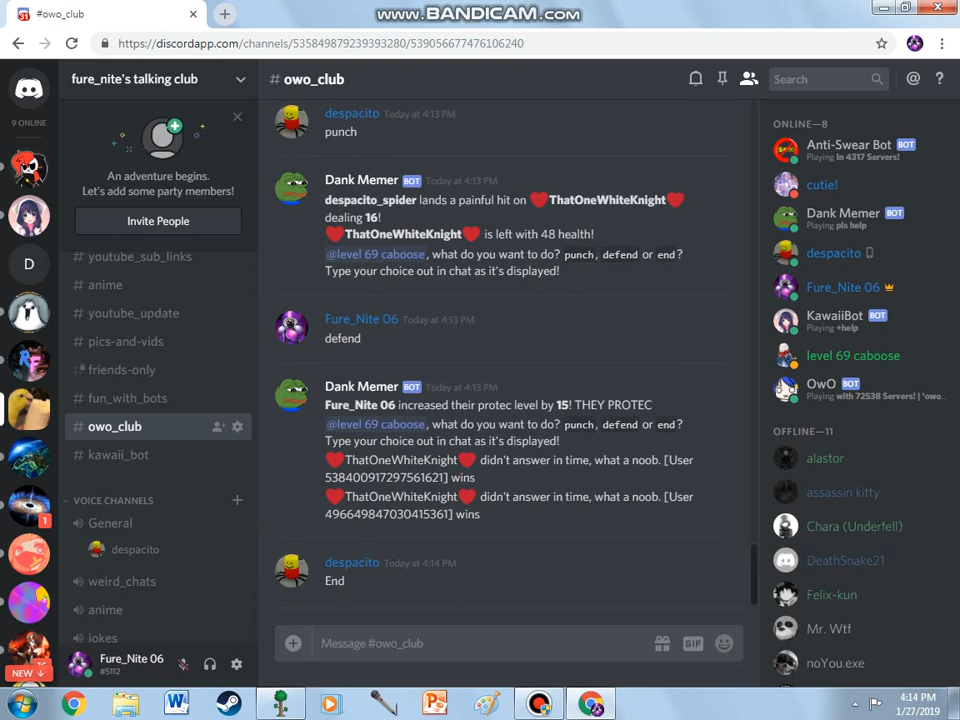 www.BANDICAM.com
#owo_club
https://discordapp.com/channels/535849879239393280/539056677476106240
9 ONLINE
D
1
NEW
fure_nite's talking club
An adventure begins.
Let's add some party members!
Invite People
# youtube_sub_links
# anime
# youtube_update
# pics-and-vids
# friends-only
# fun_with_bots
# owo_club
# kawaii_bot
VOICE CHANNELS
General
despacito
weird_chats
anime
jokes
Fure_Nite 06
#5112
# owo_club
Search
despacito Today at 4:13 PM
punch
Dank Memer BOT Today at 4:13 PM
despacito_spider lands a painful hit on ❤ThatOneWhiteKnight❤
dealing 16!
❤ThatOneWhiteKnight❤ is left with 48 health!
@level 69 caboose, what do you want to do? punch, defend or end?
Type your choice out in chat as it's displayed!
Fure_Nite 06 Today at 4:13 PM
defend
Dank Memer BOT Today at 4:13 PM
Fure_Nite 06 increased their protec level by 15! THEY PROTEC
@level 69 caboose, what do you want to do? punch, defend or end?
Type your choice out in chat as it's displayed!
❤ThatOneWhiteKnight❤ didn't answer in time, what a noob. [User
538400917297561621] wins
❤ThatOneWhiteKnight❤ didn't answer in time, what a noob. [User
496649847030415361] wins
despacito Today at 4:14 PM
End
Message #owo_club
GIF
ONLINE—8
Anti-Swear Bot BOT
Playing In 4317 Servers!
cutie!
Dank Memer BOT
Playing pls help
despacito
Fure_Nite 06
KawaiiBot BOT
Playing +help
level 69 caboose
OwO BOT
Playing with 72538 Servers! | 'owo...
OFFLINE—11
alastor
assassin kitty
Chara (Underfell)
DeathSnake21
Felix-kun
Mr. Wtf
noYou.exe
4:14 PM
1/27/2019